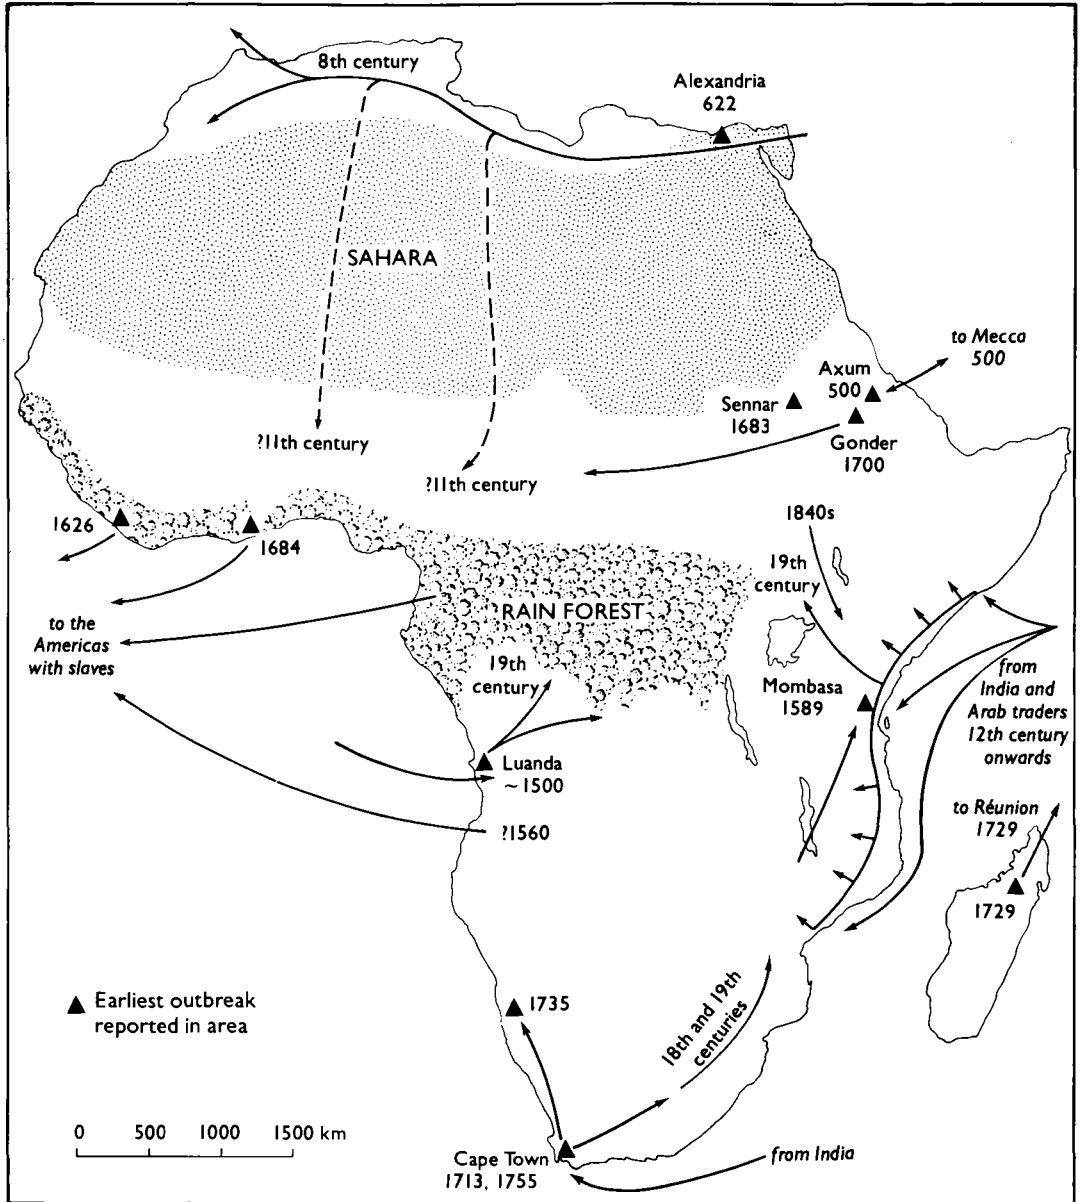 8th century
Alexandria
622
SAHARA
to Mecca
500
Axum
500
Sennar
1683
Gonder
1700
?11th century
?11th century
1626
1684
1840s
19th
century
RAIN FOREST
to the
Americas
with slaves
19th
century
Mombasa
1589
from
India and
Arab traders
12th century
onwards
Luanda
~1500
?1560
to Réunion
1729
1729
Earliest outbreak
reported in area
1735
18th and 19th
centuries
0 500 1000 1500 km
Cape Town
1713, 1755
from India